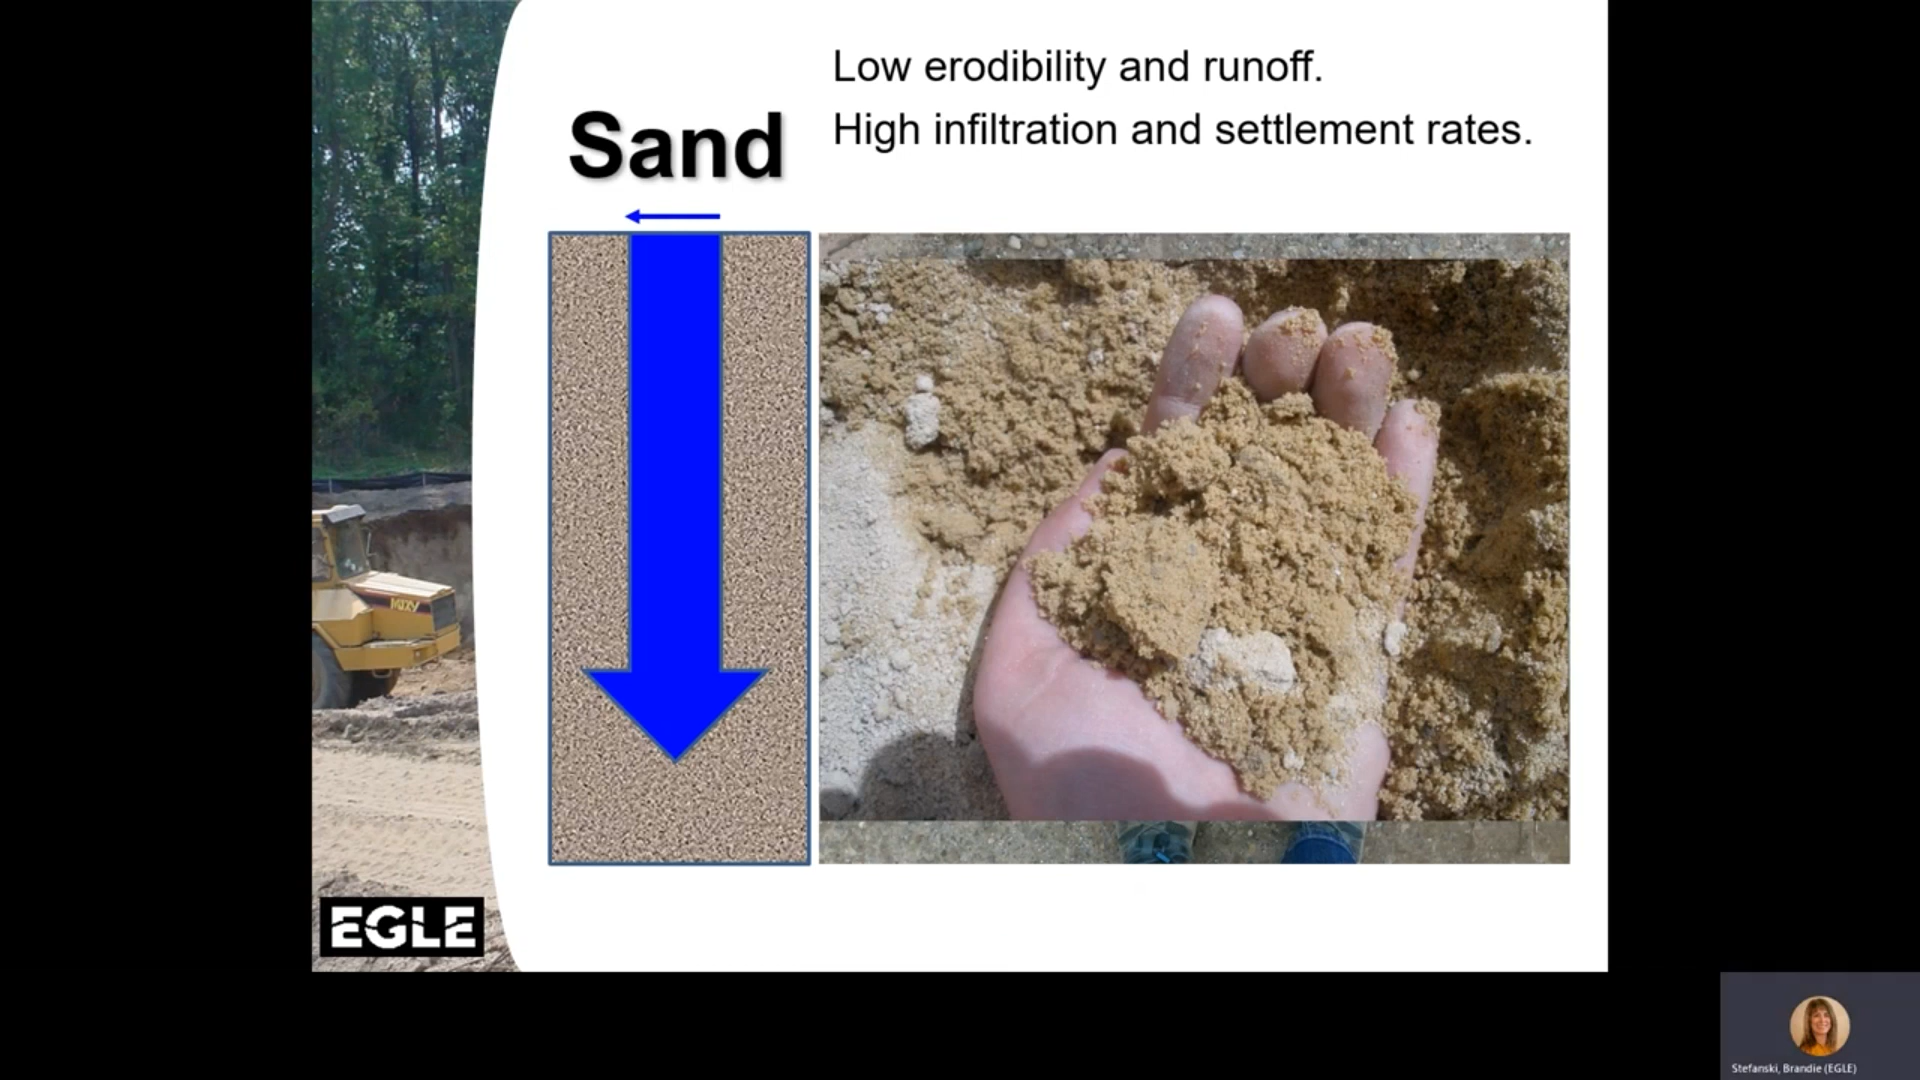 Low erodibility and runoff.
Sand
High infiltration and settlement rates.
EGLE
Stefanski, Brandie (EGLE)